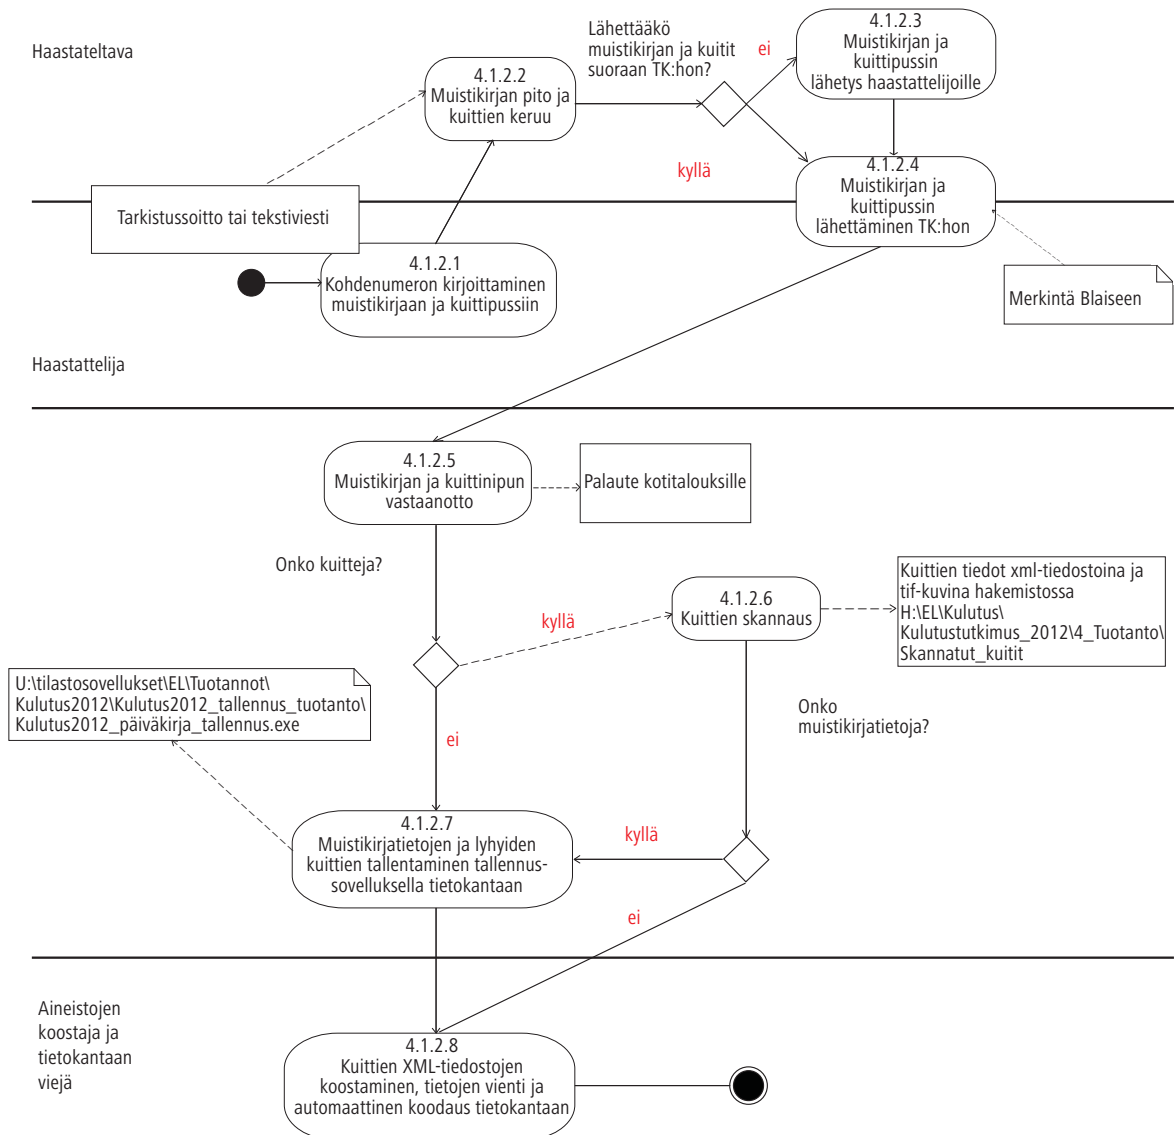 Haastateltava
Lähettääkö
muistikirjan ja kuitit
suoraan TK:hon?
ei
4.1.2.3
Muistikirjan ja
kuittipussin
lähetys haastattelijoille
4.1.2.2
Muistikirjan pito ja
kuittien keruu
kyllä
4.1.2.4
Muistikirjan ja
kuittipussin
lähettäminen TK:hon
Tarkistussoitto tai tekstiviesti
4.1.2.1
Kohdenumeron kirjoittaminen
muistikirjaan ja kuittipussiin
Merkintä Blaiseen
Haastattelija
4.1.2.5
Muistikirjan ja kuittinipun
vastaanotto
Palaute kotitalouksille
Onko kuitteja?
kyllä
4.1.2.6
Kuittien skannaus
Kuittien tiedot xml-tiedostoina ja
tif-kuvina hakemistossa
H:\EL\Kulutus\
Kulutustutkimus_2012\4_Tuotanto\
Skannatut_kuitit
U:\tilastosovellukset\EL\Tuotannot\
Kulutus2012\Kulutus2012_tallennus_tuotanto\
Kulutus2012_päiväkirja_tallennus.exe
ei
Onko
muistikirjatietoja?
4.1.2.7
Muistikirjatietojen ja lyhyiden
kuittien tallentaminen tallennus-
sovelluksella tietokantaan
kyllä
ei
Aineistojen
koostaja ja
tietokantaan
viejä
4.1.2.8
Kuittien XML-tiedostojen
koostaminen, tietojen vienti ja
automaattinen koodaus tietokantaan